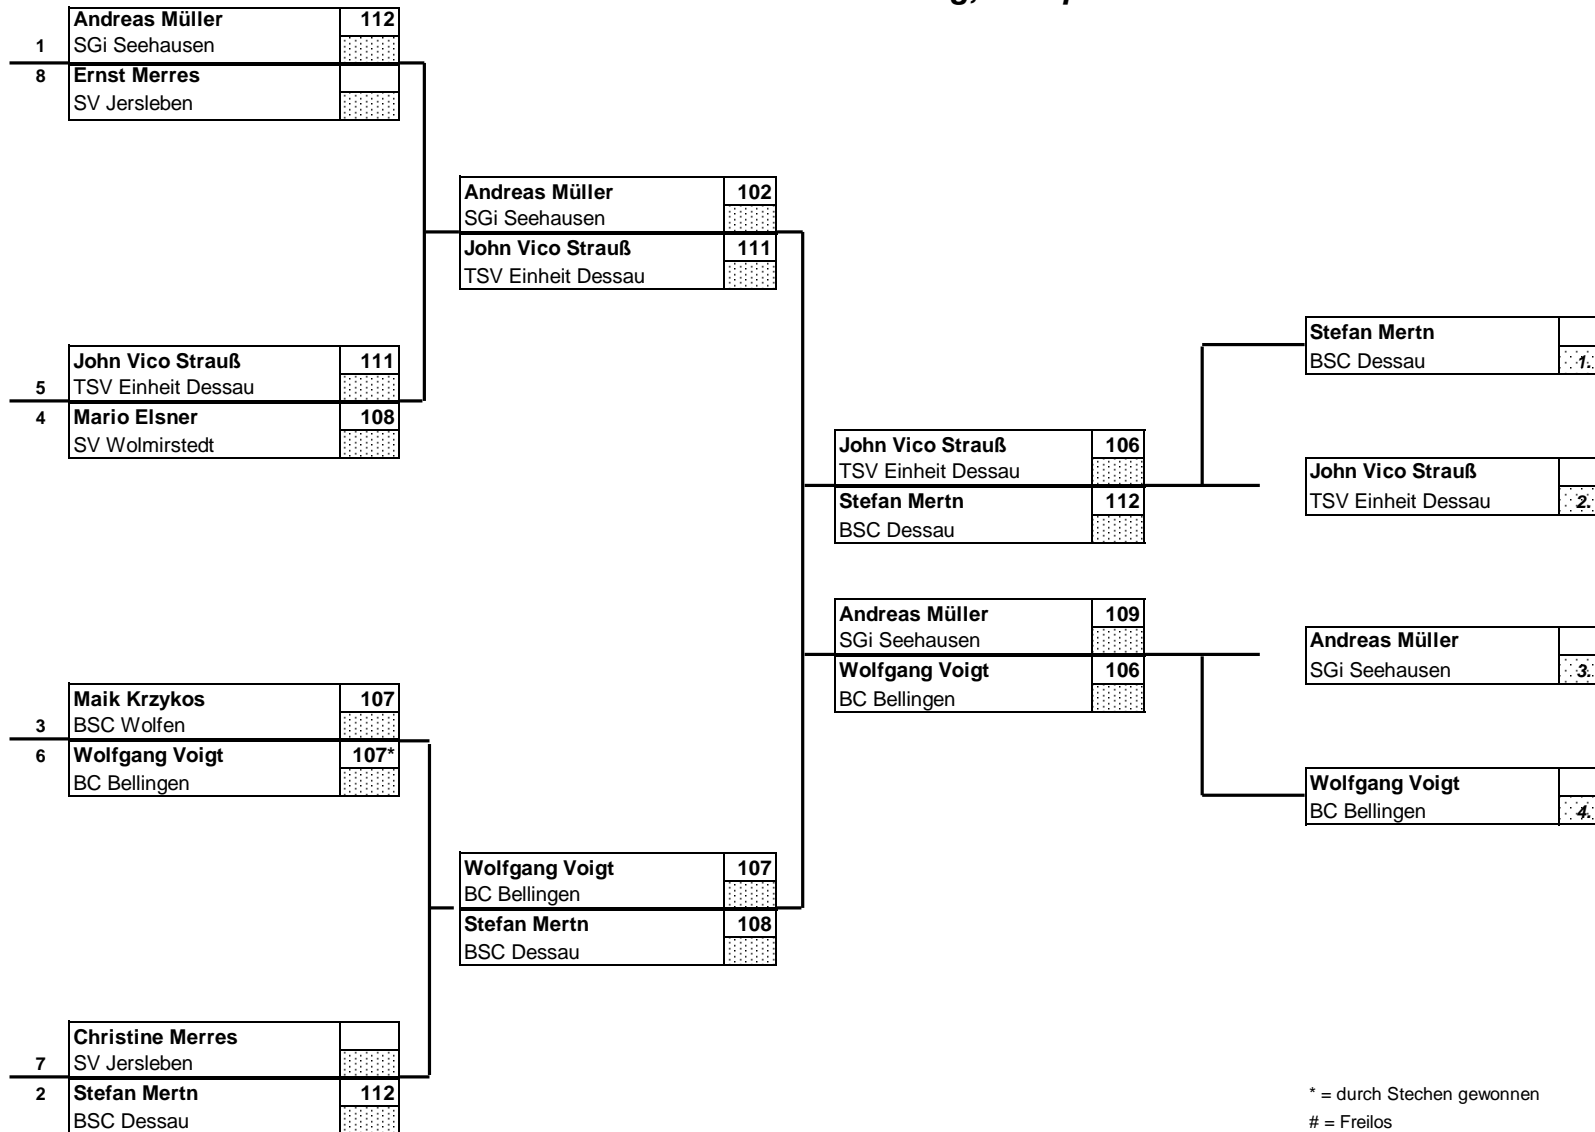 Andreas Müller 112
1 SGi Seehausen
8 Ernst Merres
SV Jersleben
Andreas Müller 102
SGi Seehausen
John Vico Strauß 111
TSV Einheit Dessau
John Vico Strauß 111
5 TSV Einheit Dessau
4 Mario Elsner 108
SV Wolmirstedt
Stefan Mertn
BSC Dessau 1.
John Vico Strauß 106
TSV Einheit Dessau
Stefan Mertn 112
BSC Dessau
John Vico Strauß
TSV Einheit Dessau 2.
Andreas Müller 109
SGi Seehausen
Wolfgang Voigt 106
BC Bellingen
Andreas Müller
SGi Seehausen 3.
Maik Krzykos 107
3 BSC Wolfen
6 Wolfgang Voigt 107*
BC Bellingen
Wolfgang Voigt
BC Bellingen 4.
Wolfgang Voigt 107
BC Bellingen
Stefan Mertn 108
BSC Dessau
Christine Merres
7 SV Jersleben
2 Stefan Mertn 112
BSC Dessau
* = durch Stechen gewonnen
# = Freilos